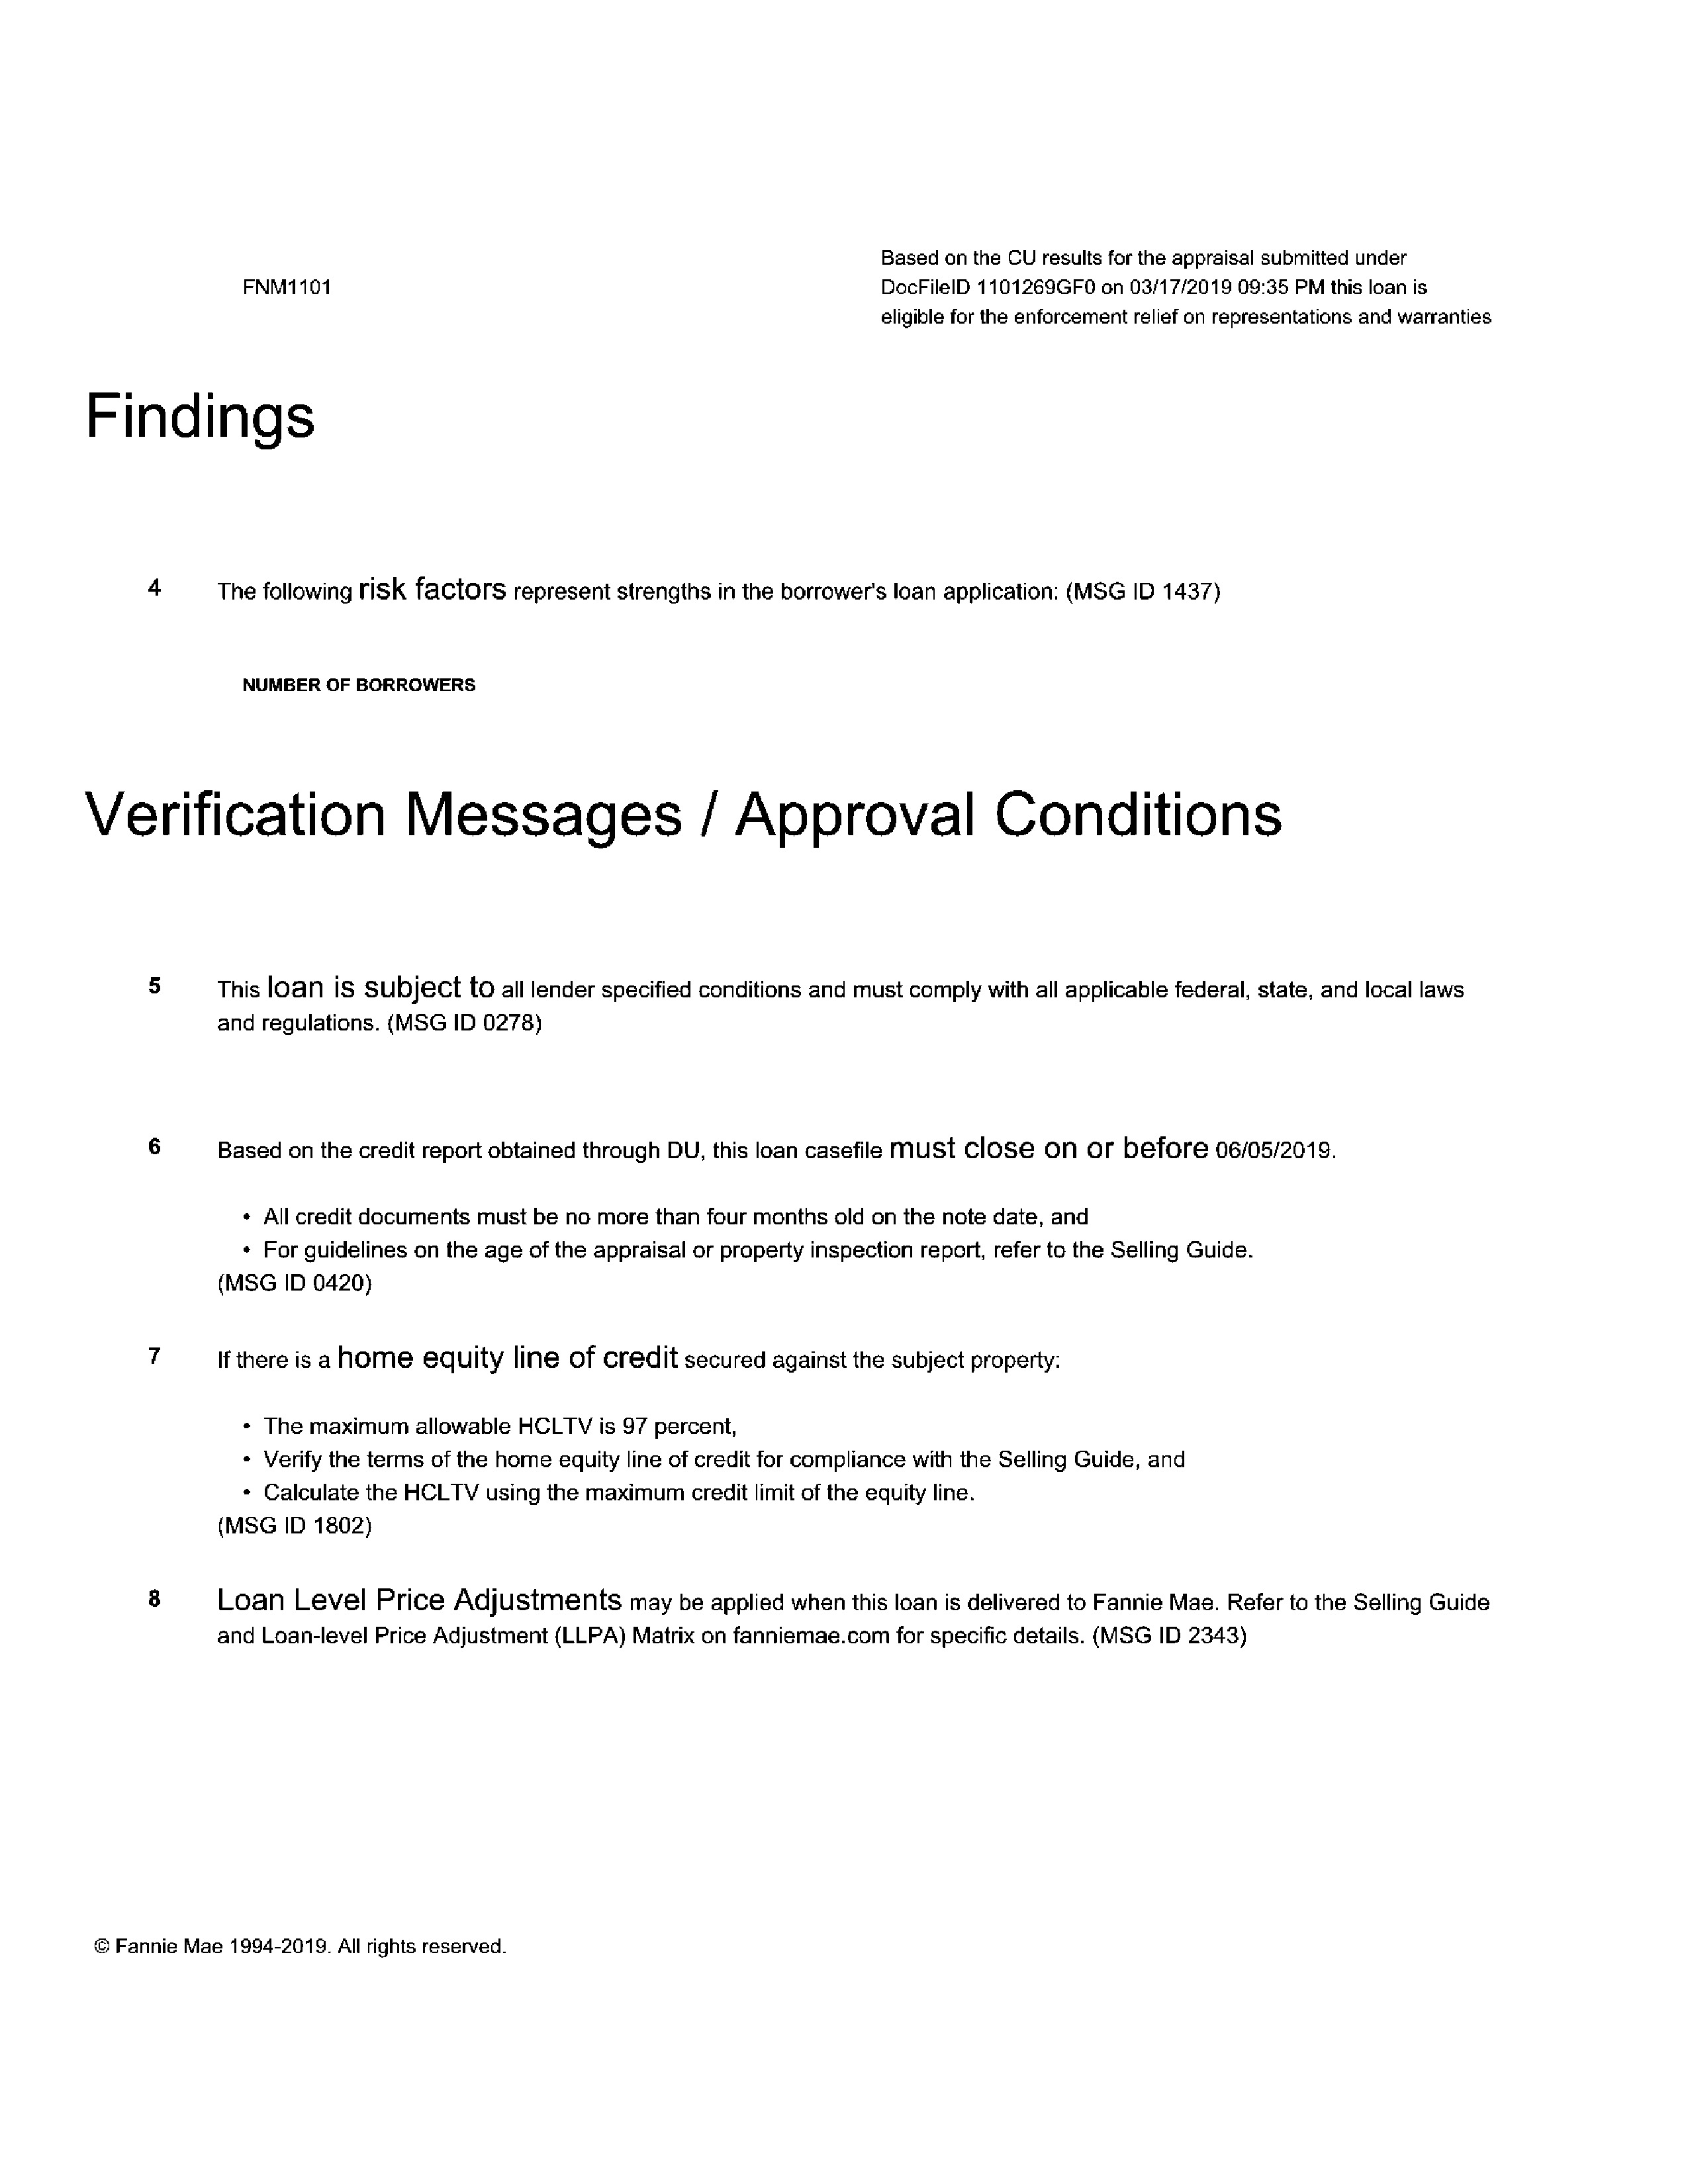 Based on the CU results for the appraisal submitted under
FNM1101 DocFileID 1101269GF0 on 03/17/2019 09:35 PM this loan is
eligible for the enforcement relief on representations and warranties
Findings
4 The following risk factors represent strengths in the borrower's loan application: (MSG ID 1437)
NUMBER OF BORROWERS
Verification Messages / Approval Conditions
5 This loan is subject to all lender specified conditions and must comply with all applicable federal, state, and local laws
and regulations. (MSG ID 0278)
6 Based on the credit report obtained through DU, this loan casefile must close on or before 06/05/2019.
• All credit documents must be no more than four months old on the note date, and
• For guidelines on the age of the appraisal or property inspection report, refer to the Selling Guide.
(MSG ID 0420)
7 If there is a home equity line of credit secured against the subject property:
• The maximum allowable HCLTV is 97 percent,
• Verify the terms of the home equity line of credit for compliance with the Selling Guide, and
• Calculate the HCLTV using the maximum credit limit of the equity line.
(MSG ID 1802)
8 Loan Level Price Adjustments may be applied when this loan is delivered to Fannie Mae. Refer to the Selling Guide
and Loan-level Price Adjustment (LLPA) Matrix on fanniemae.com for specific details. (MSG ID 2343)
© Fannie Mae 1994-2019. All rights reserved.